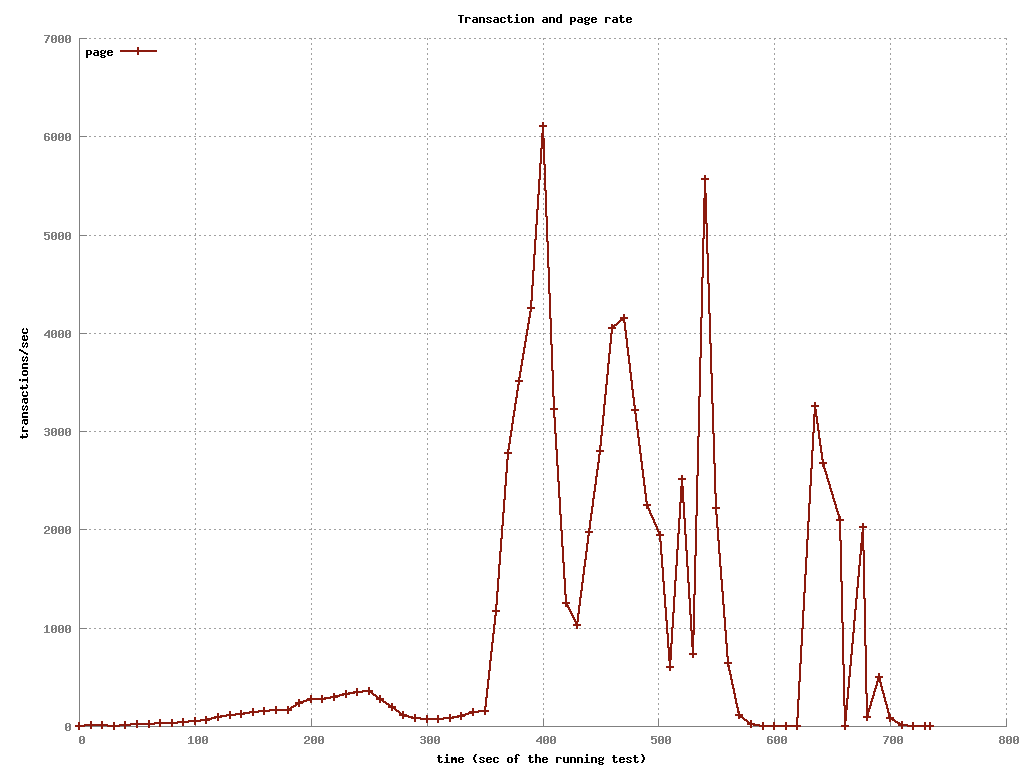 Transaction and page rate
page
7000
6000
5000
4000
3000
2000
1000
0
transactions/sec
0 100 200 300 400 500 600 700 800
time (sec of the running test)